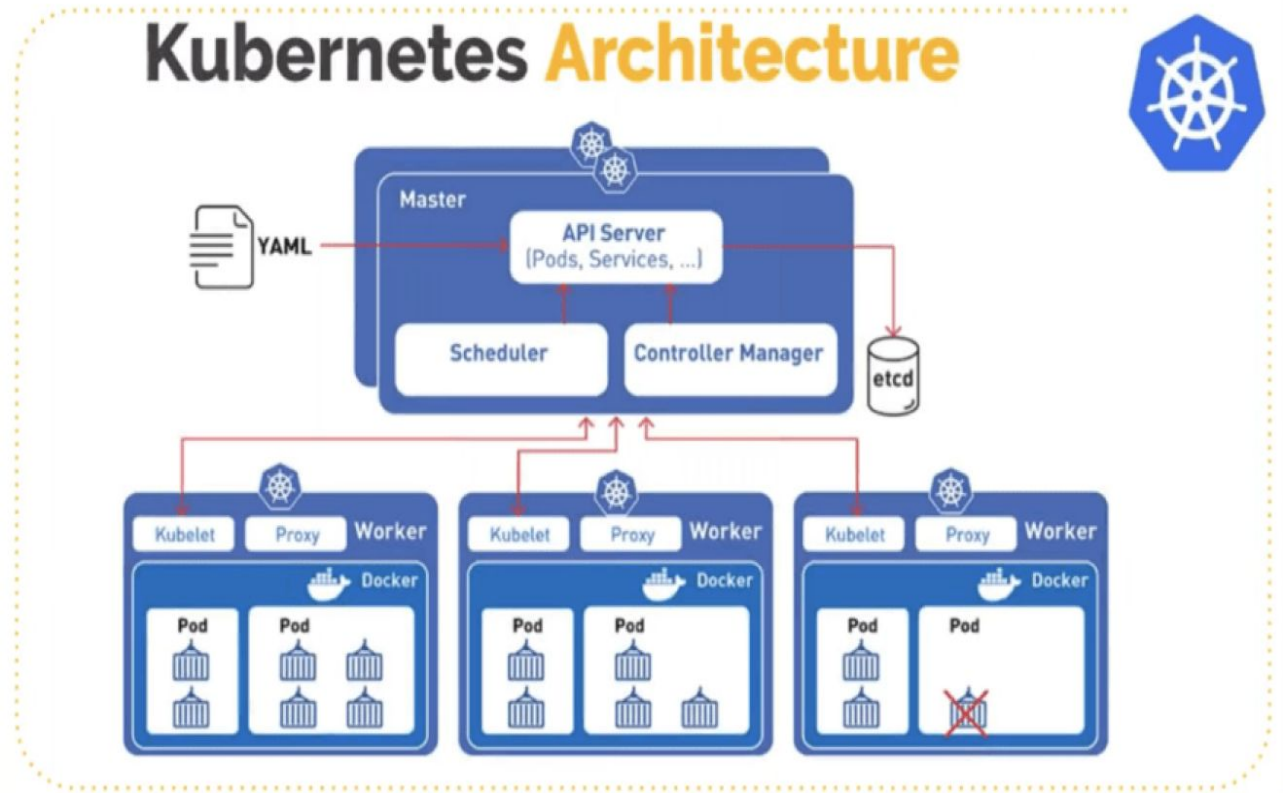 Kubernetes Architecture
Master
API Server
(Pods, Services, ...)
YAML
Scheduler
Controller Manager
etcd
Kubelet
Proxy
Worker
Docker
Pod
Pod
Kubelet
Proxy
Worker
Docker
Pod
Pod
Kubelet
Proxy
Worker
Docker
Pod
Pod